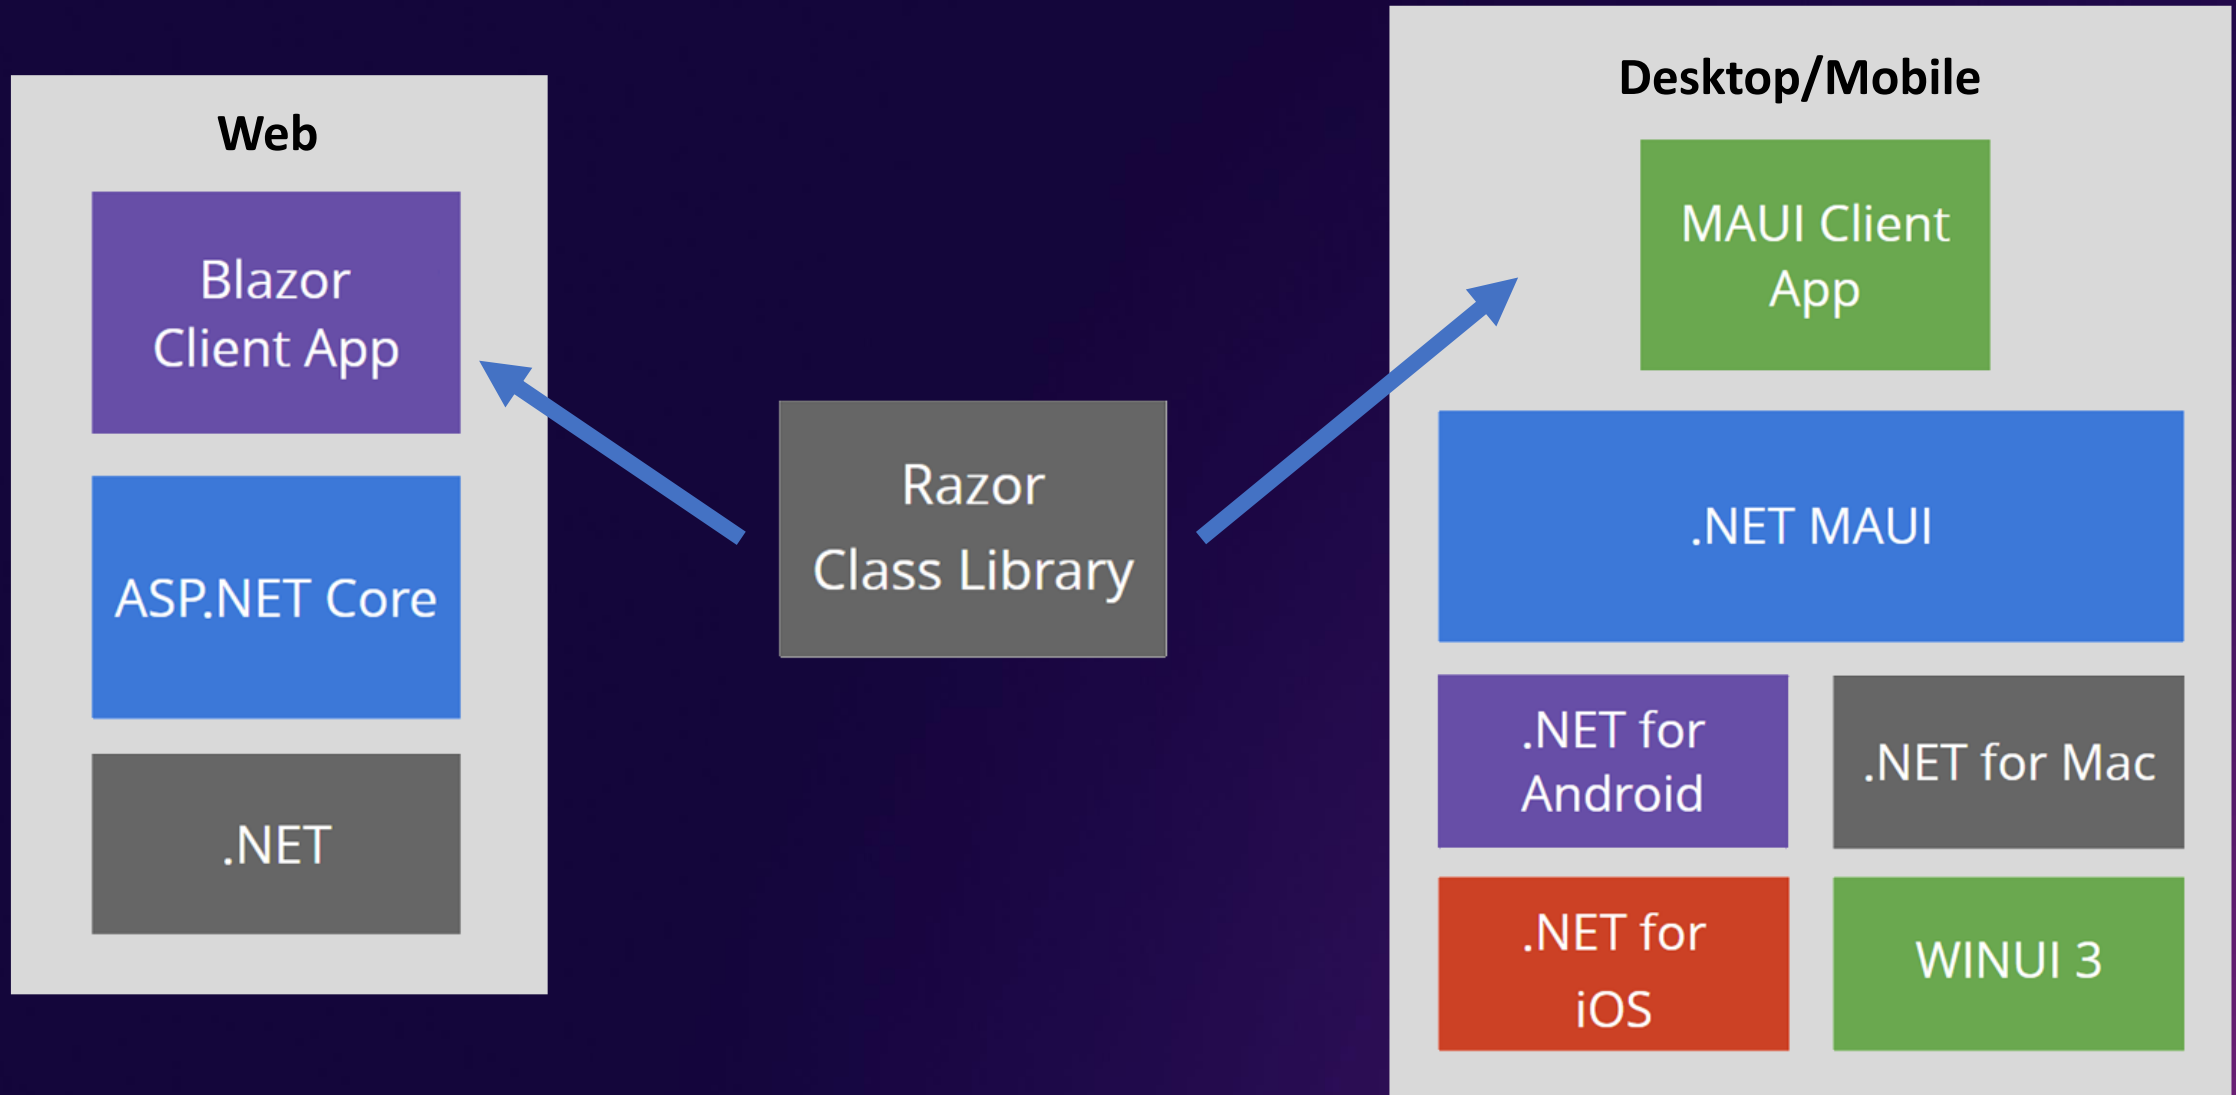 Web
Blazor
Client App
ASP.NET Core
.NET
Razor
Class Library
Desktop/Mobile
MAUI Client
App
.NET MAUI
.NET for
Android
.NET for Mac
.NET for
iOS
WINUI 3